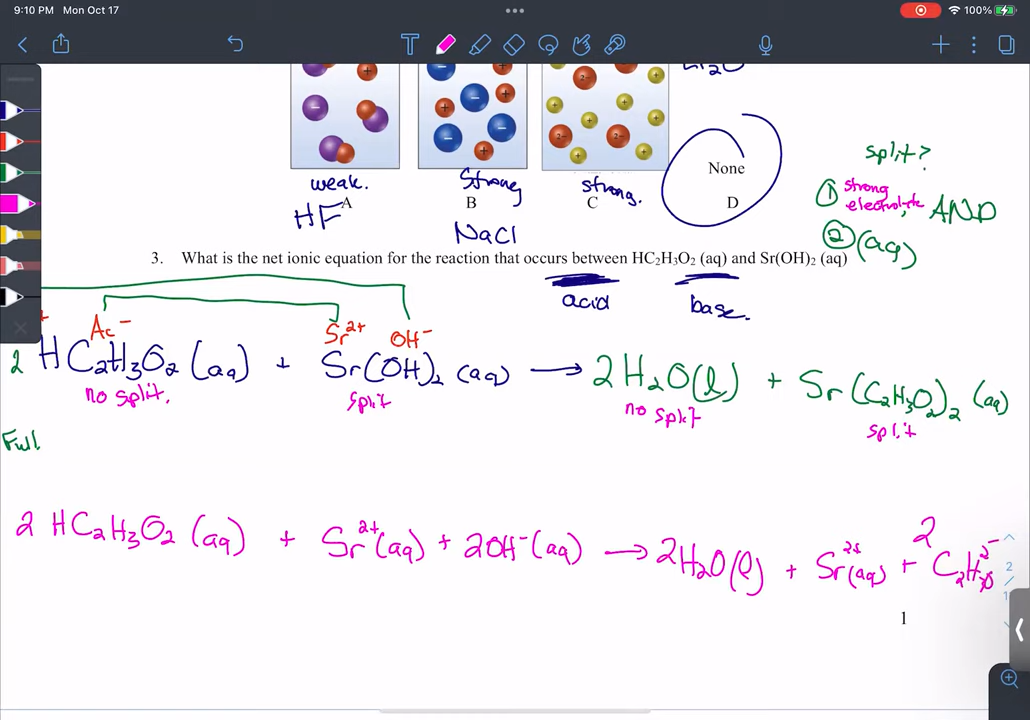 9:10 PM Mon Oct 17
100%
T
Split?
None
weak.
Strong
strong.
① strong electrolyte, AND
A
B
C
D
HF
NaCl
② (aq)
3. What is the net ionic equation for the reaction that occurs between HC₂H₃O₂ (aq) and Sr(OH)₂ (aq)
acid
base.
+
Ac⁻
Sr²⁺
OH⁻
2 HC₂H₃O₂ (aq) + Sr(OH)₂ (aq) → 2 H₂O(l) + Sr(C₂H₃O₂)₂ (aq)
no split.
split
no split
split
Full
2 HC₂H₃O₂ (aq) + Sr²⁺(aq) + 2OH⁻(aq) → 2H₂O(l) + Sr²⁺(aq) + 2 C₂H₃O₂⁻
2
/
1
1